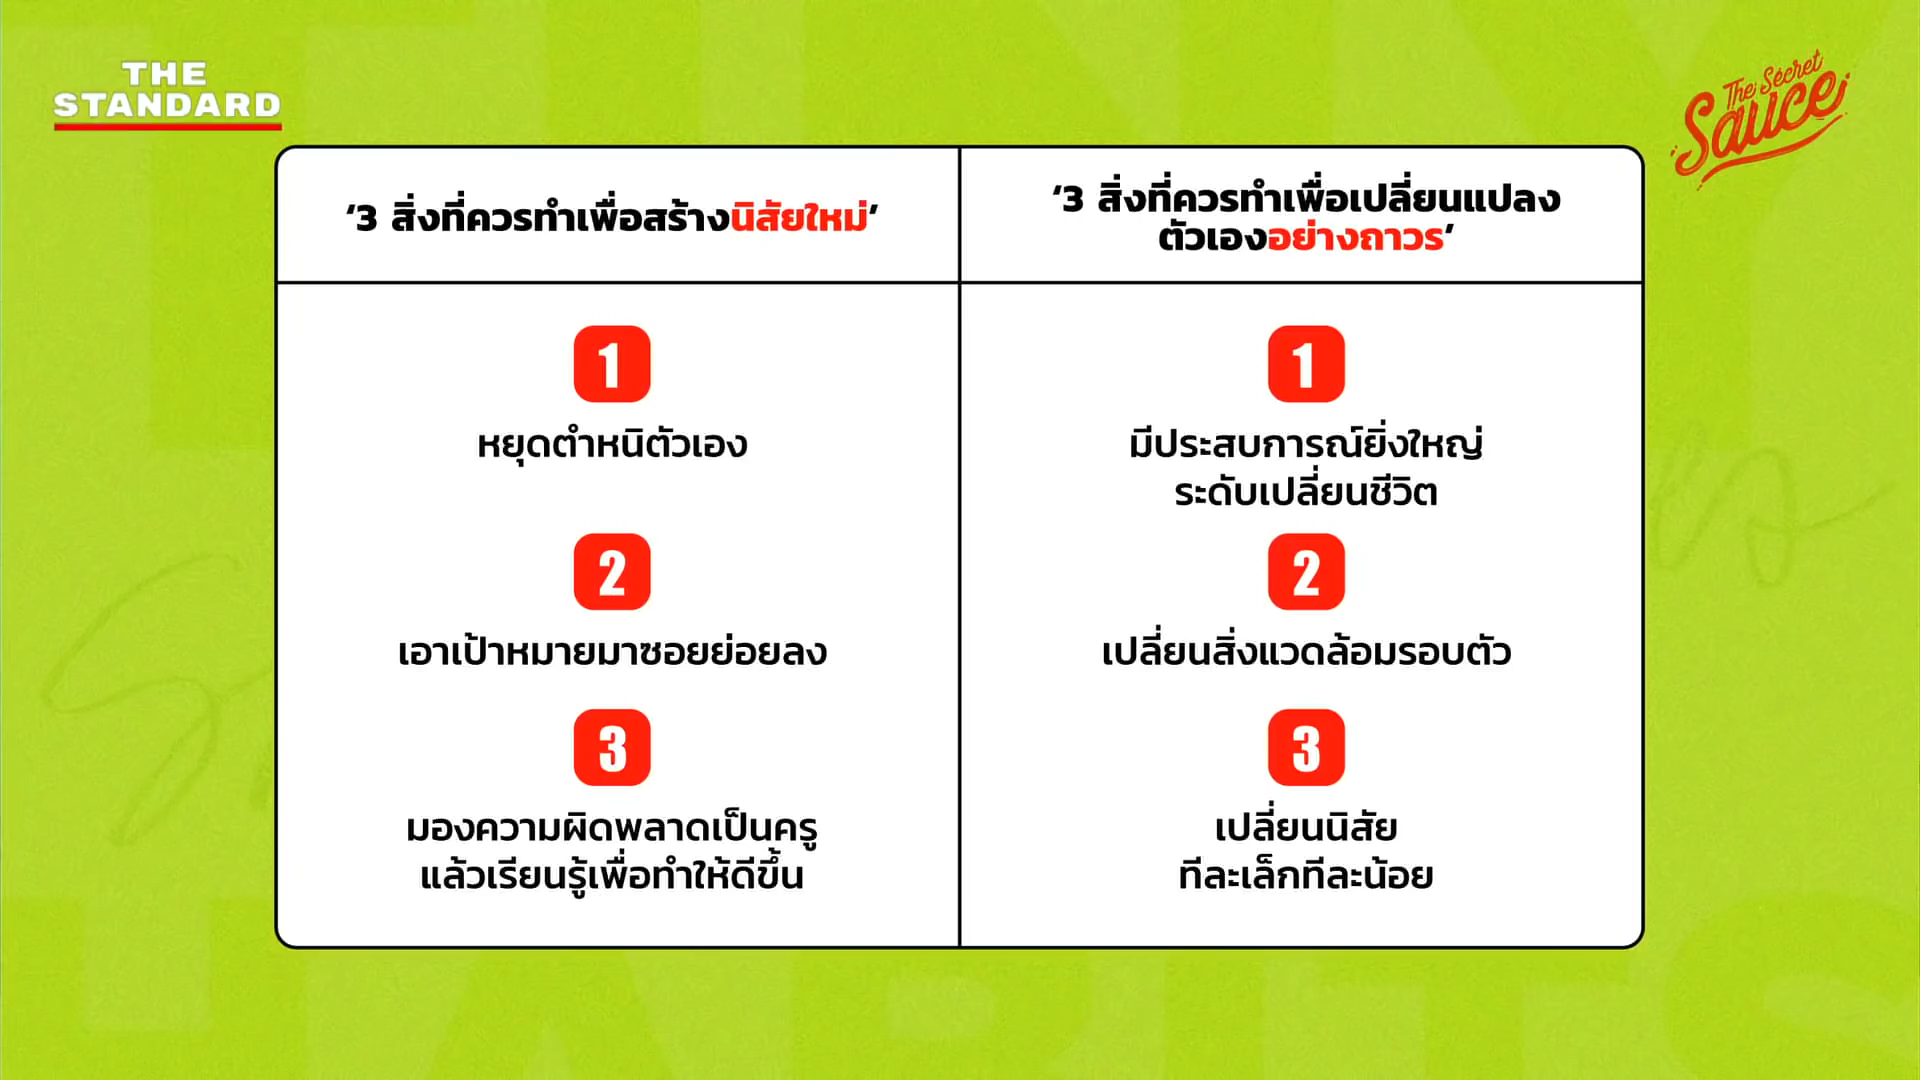 THE
STANDARD
The Secret
Sauce
‘3 สิ่งที่ควรทำเพื่อสร้างนิสัยใหม่’
1
หยุดตำหนิตัวเอง
2
เอาเป้าหมายมาซอยย่อยลง
3
มองความผิดพลาดเป็นครู
แล้วเรียนรู้เพื่อทำให้ดีขึ้น
‘3 สิ่งที่ควรทำเพื่อเปลี่ยนแปลง
ตัวเองอย่างถาวร’
1
มีประสบการณ์ยิ่งใหญ่
ระดับเปลี่ยนชีวิต
2
เปลี่ยนสิ่งแวดล้อมรอบตัว
3
เปลี่ยนนิสัย
ทีละเล็กทีละน้อย